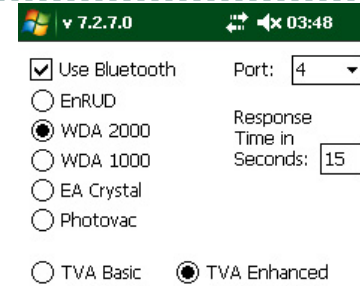 v 7.2.7.0 03:48
Use Bluetooth Port: 4
EnRUD
Response
WDA 2000 Time in
WDA 1000 Seconds: 15
EA Crystal
Photovac
TVA Basic TVA Enhanced